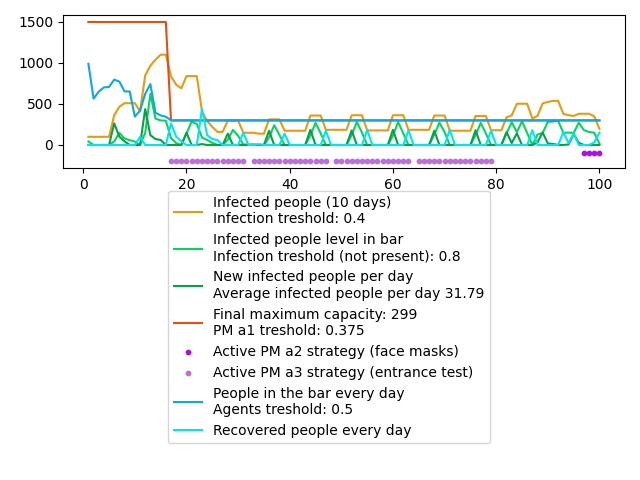 1500
1000
500
0
0 20 40 60 80 100
Infected people (10 days)
Infection treshold: 0.4
Infected people level in bar
Infection treshold (not present): 0.8
New infected people per day
Average infected people per day 31.79
Final maximum capacity: 299
PM a1 treshold: 0.375
Active PM a2 strategy (face masks)
Active PM a3 strategy (entrance test)
People in the bar every day
Agents treshold: 0.5
Recovered people every day